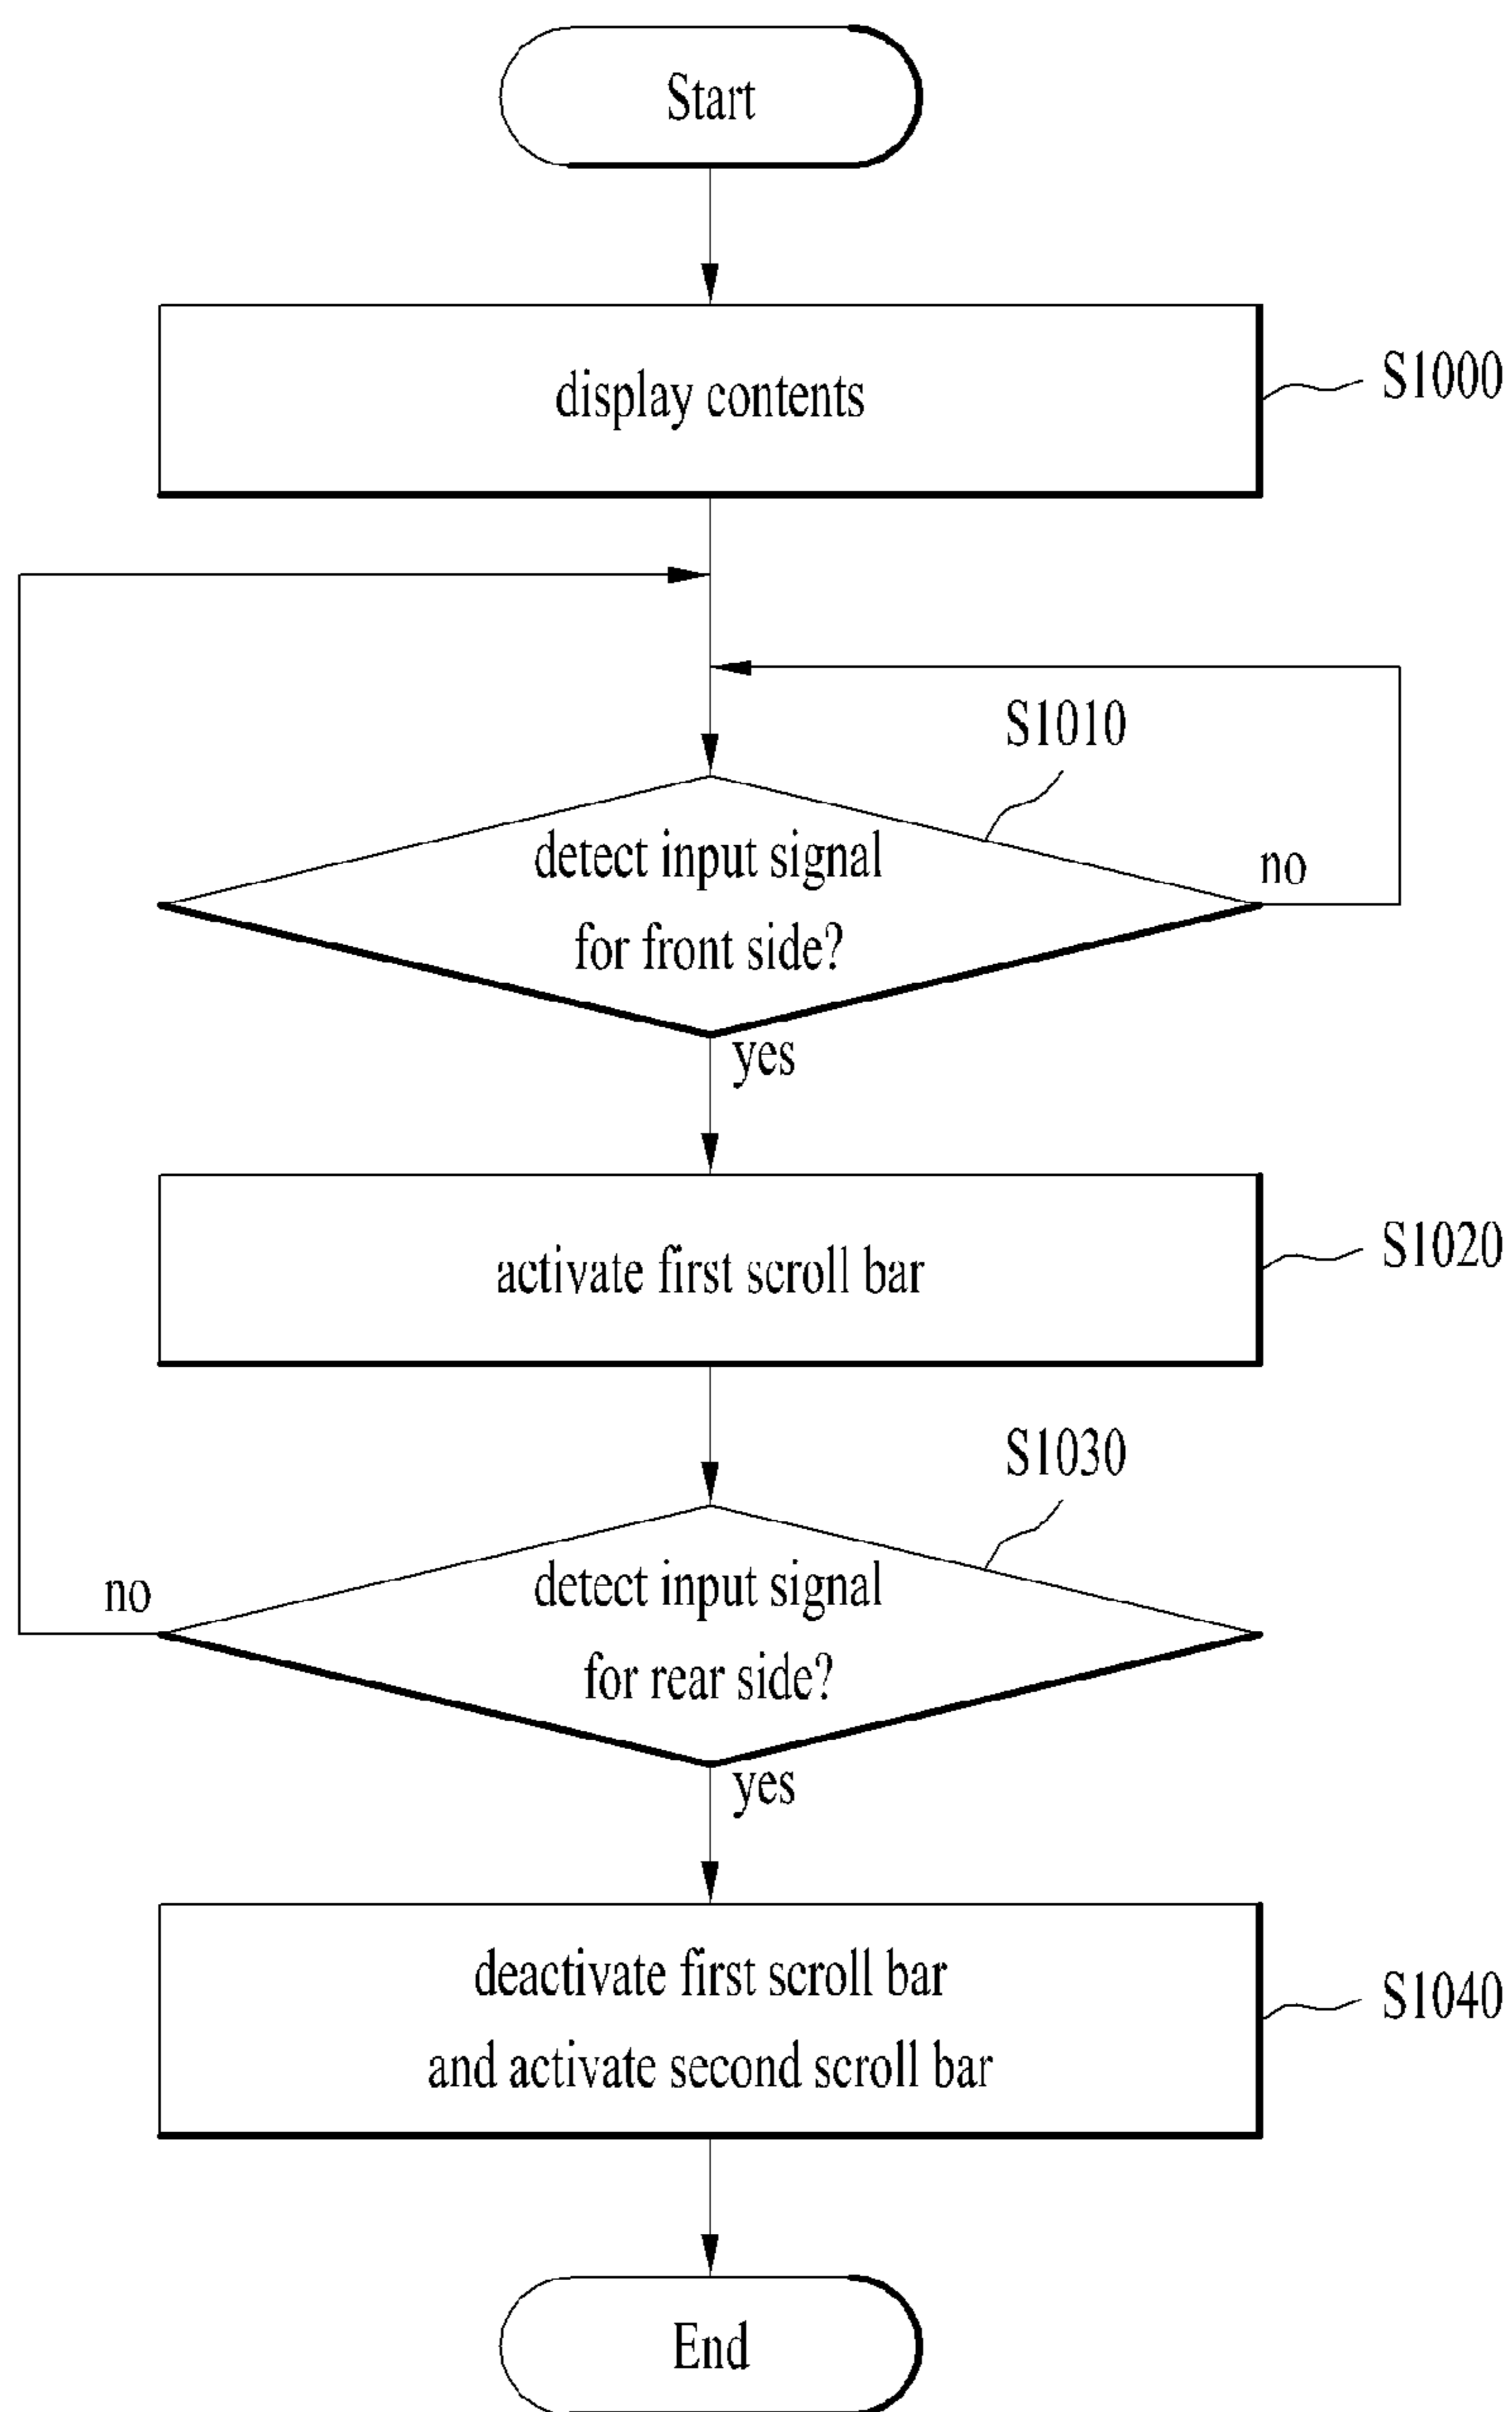 Start
display contents
S1000
S1010
detect input signal
for front side?
no
yes
activate first scroll bar
S1020
S1030
detect input signal
for rear side?
no
yes
deactivate first scroll bar
and activate second scroll bar
S1040
End